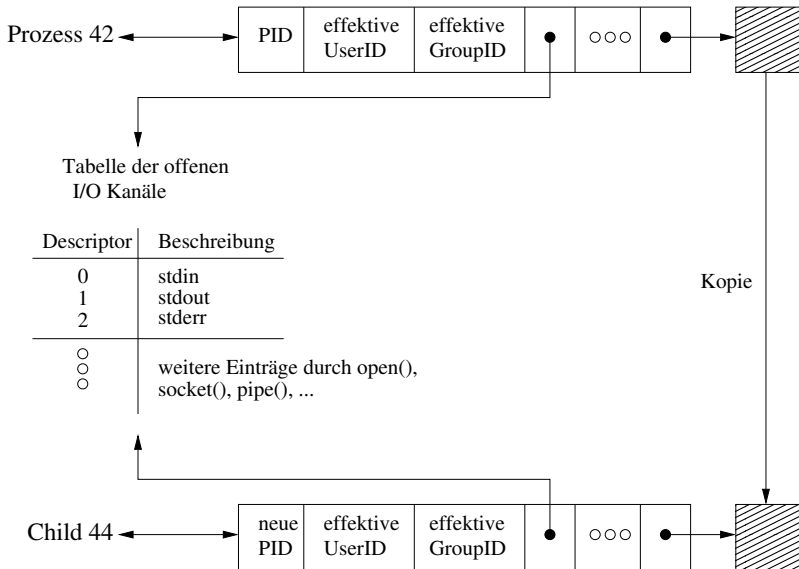 Prozess 42
PID
effektive
UserID
effektive
GroupID
Tabelle der offenen
I/O Kanäle
Descriptor Beschreibung
0 stdin
1 stdout
2 stderr
weitere Einträge durch open(),
socket(), pipe(), ...
Kopie
Child 44
neue
PID
effektive
UserID
effektive
GroupID